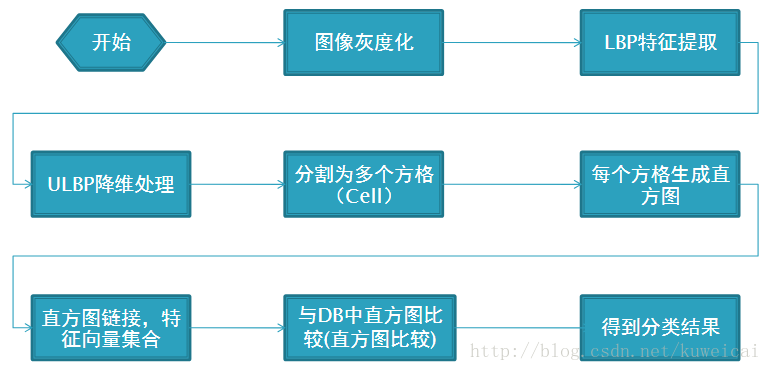 开始
图像灰度化
LBP特征提取
ULBP降维处理
分割为多个方格
（Cell）
每个方格生成直
方图
直方图链接，特
征向量集合
与DB中直方图比
较(直方图比较)
得到分类结果
http://blog.csdn.net/kuweicai